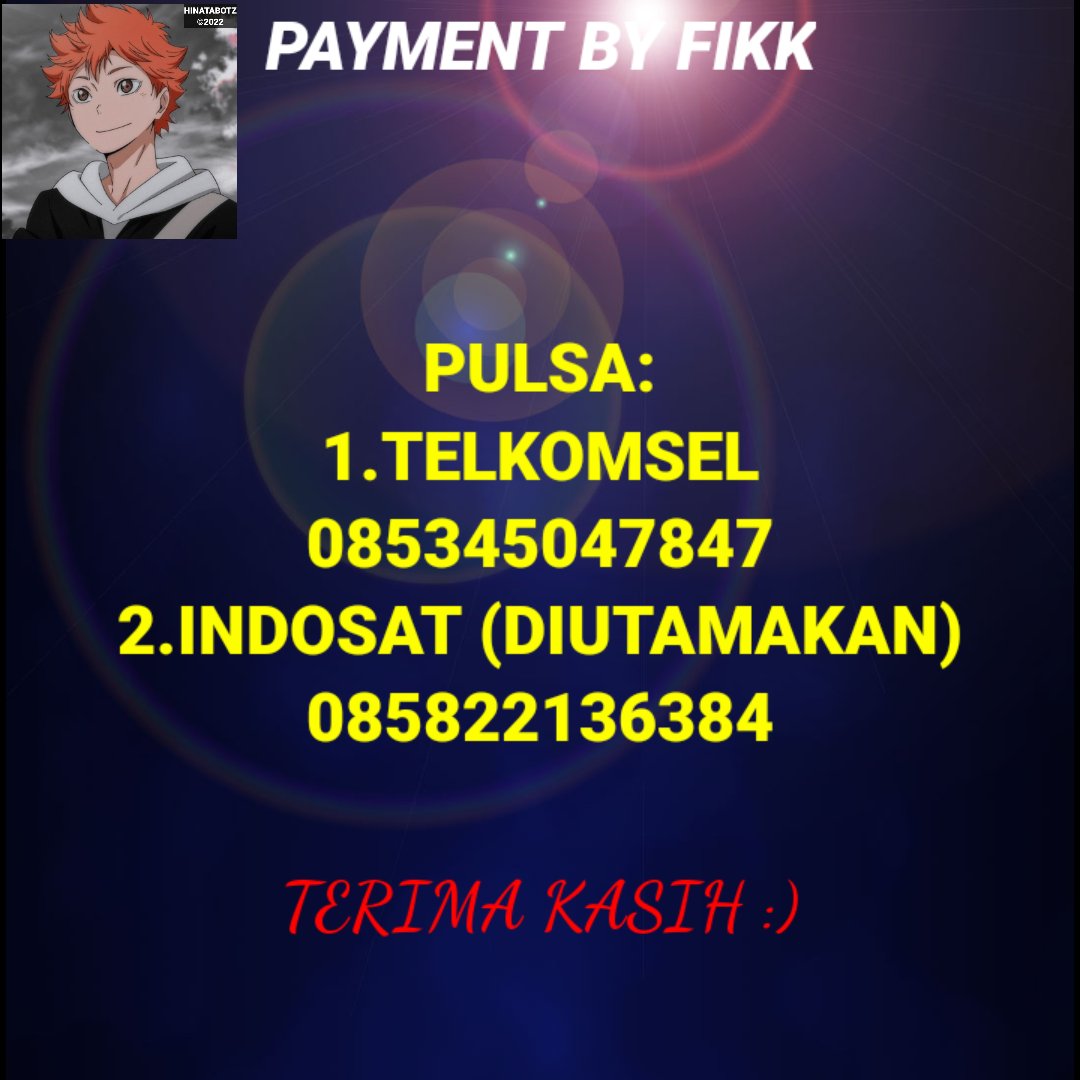 HINATABOTZ
©2022
PAYMENT BY FIKK
PULSA:
1.TELKOMSEL
085345047847
2.INDOSAT (DIUTAMAKAN)
085822136384
TERIMA KASIH :)